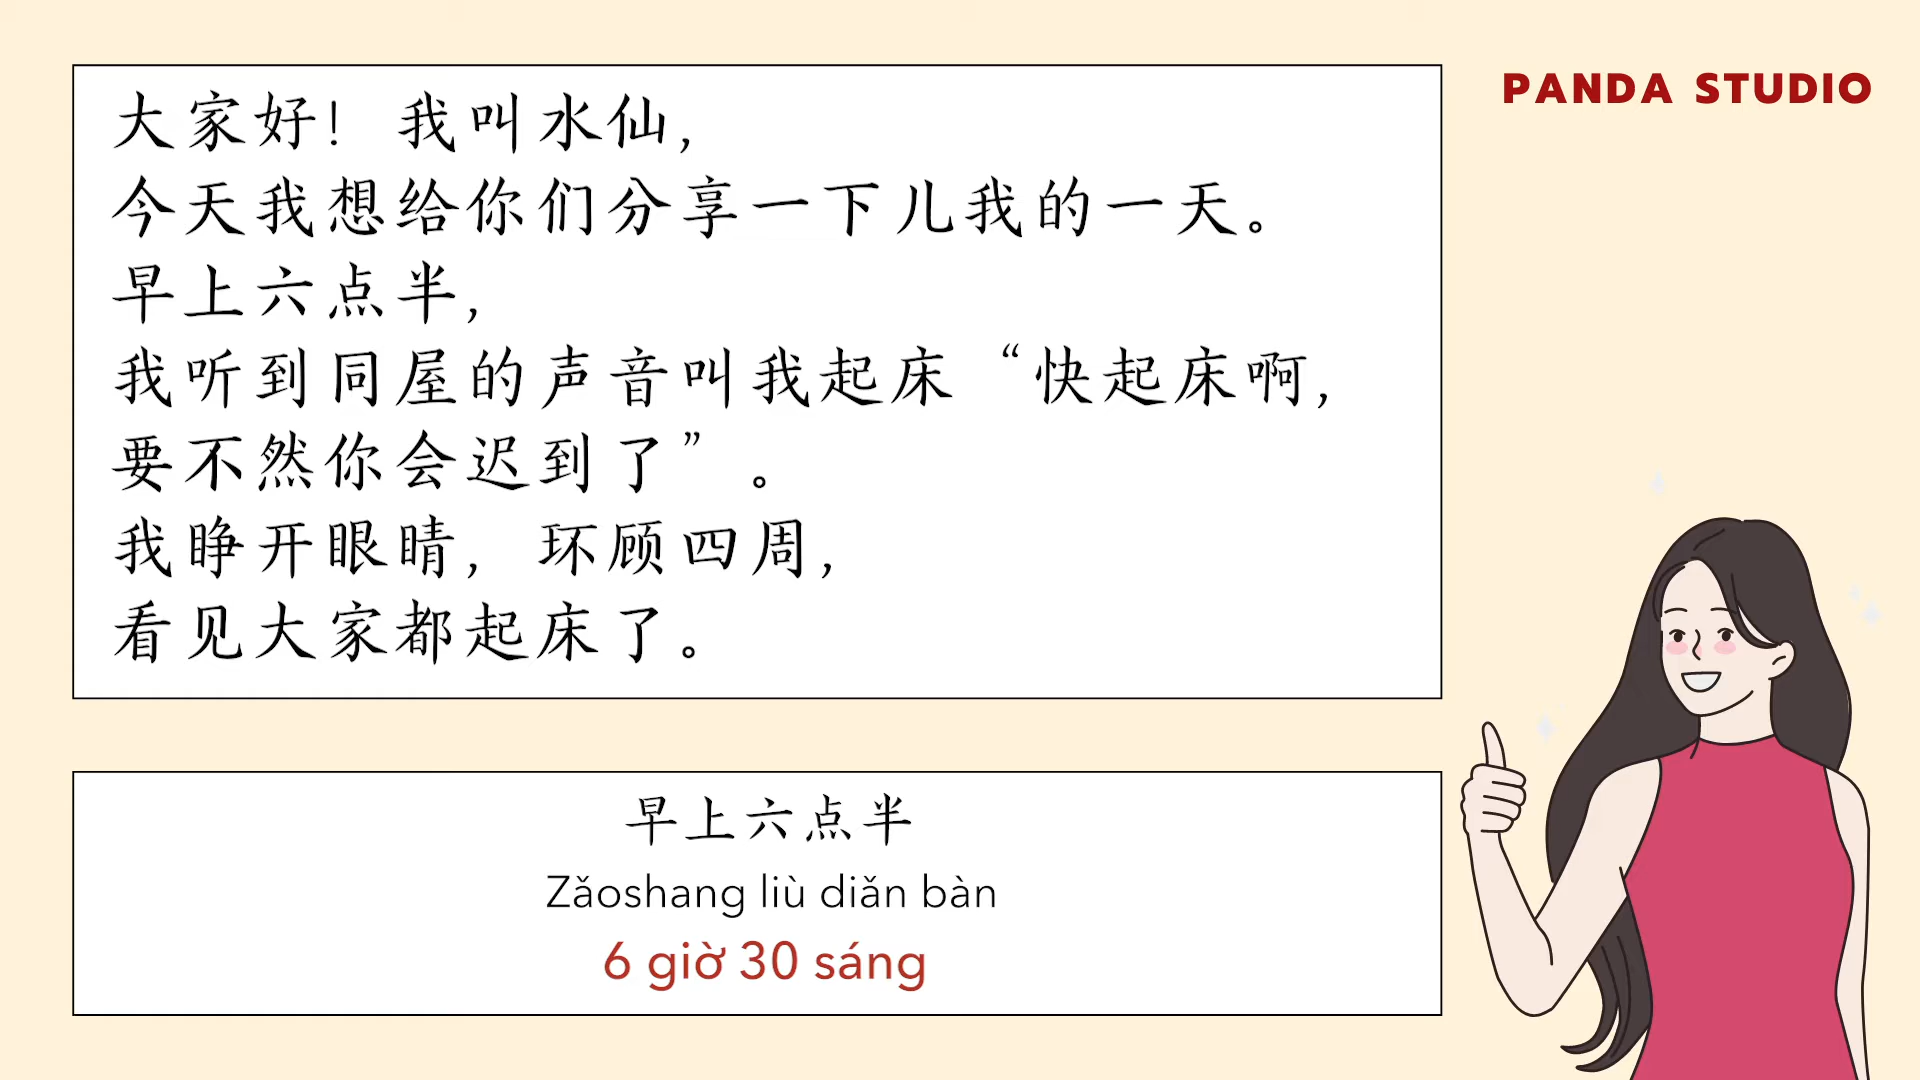 PANDA STUDIO
大家好！我叫水仙，
今天我想给你们分享一下儿我的一天。
早上六点半，
我听到同屋的声音叫我起床“快起床啊，
要不然你会迟到了”。
我睁开眼睛，环顾四周，
看见大家都起床了。
早上六点半
Zǎoshang liù diǎn bàn
6 giờ 30 sáng